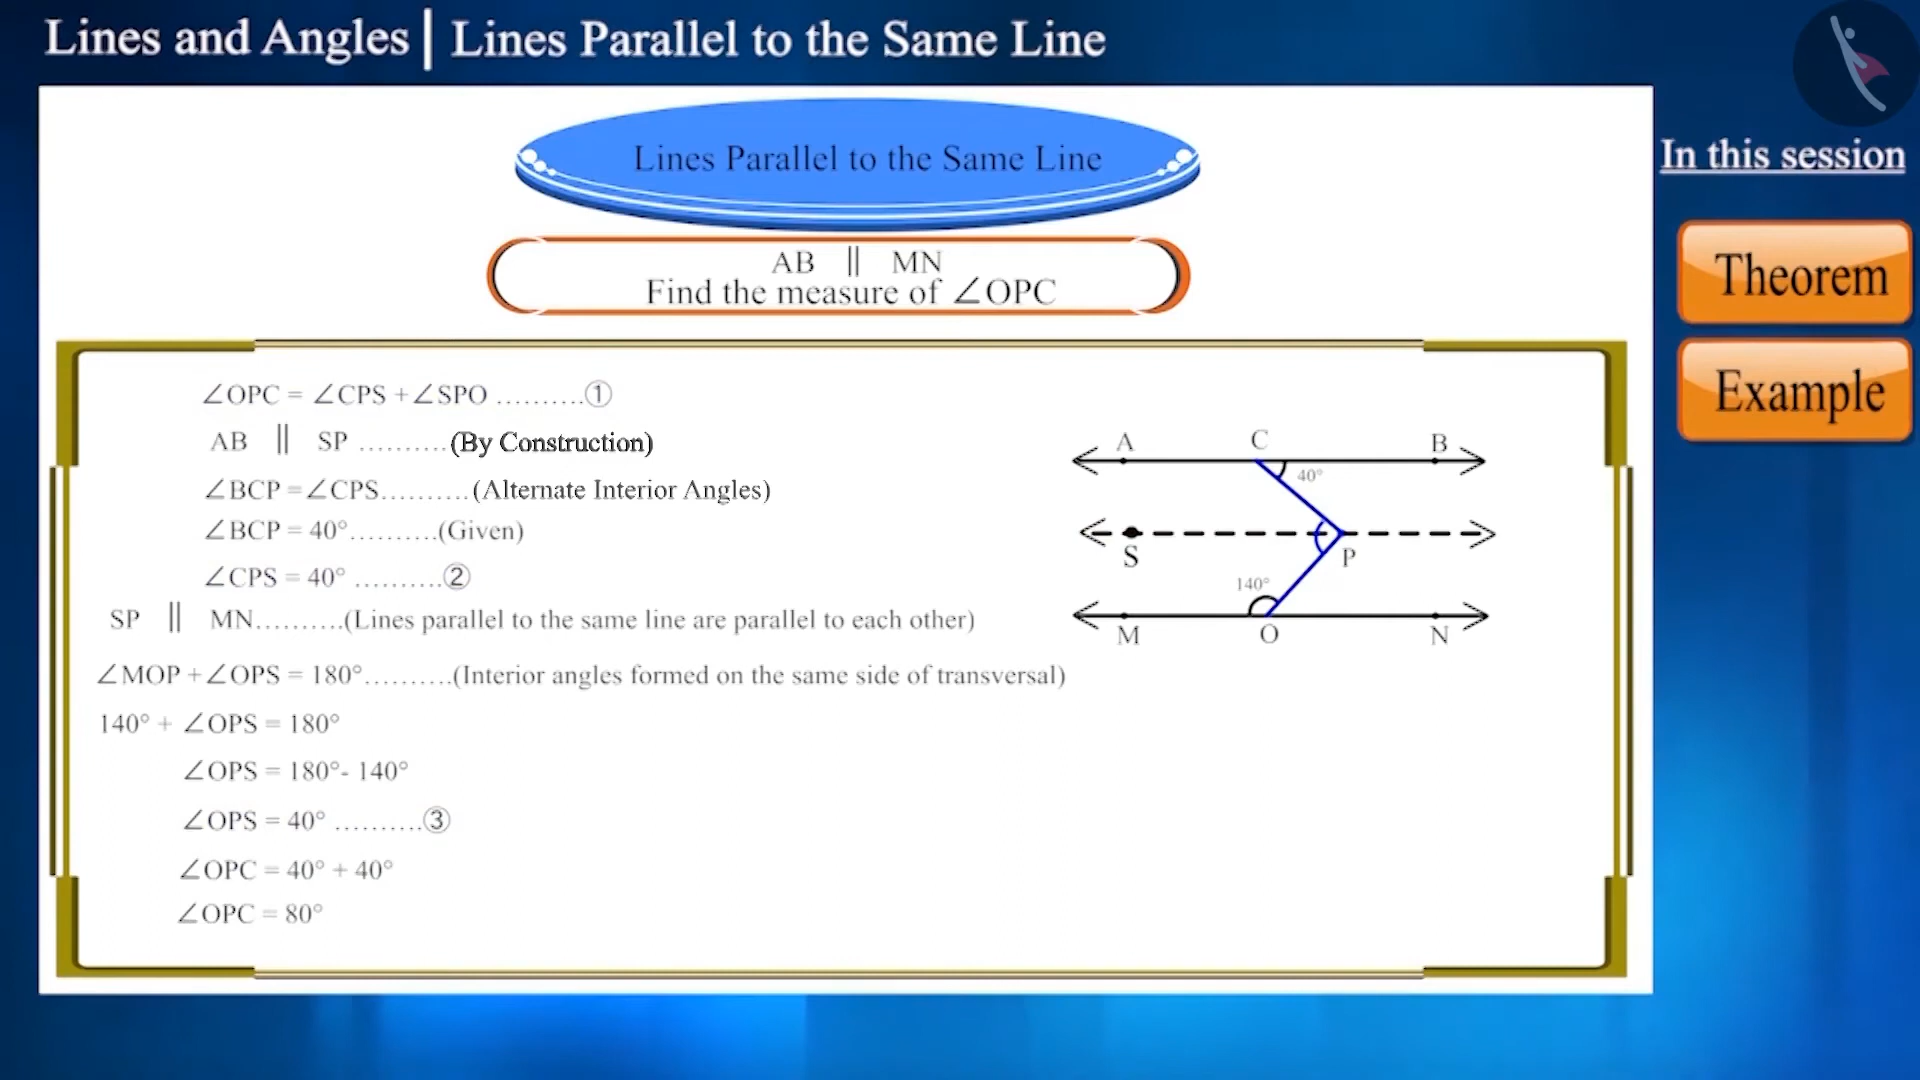 Lines and Angles | Lines Parallel to the Same Line
In this session
Theorem
Example
Lines Parallel to the Same Line
AB || MN
Find the measure of ∠OPC
∠OPC = ∠CPS + ∠SPO ..........①
AB || SP ..........(By Construction)
∠BCP = ∠CPS..........(Alternate Interior Angles)
∠BCP = 40°..........(Given)
∠CPS = 40° ..........②
SP || MN..........(Lines parallel to the same line are parallel to each other)
∠MOP + ∠OPS = 180°..........(Interior angles formed on the same side of transversal)
140° + ∠OPS = 180°
∠OPS = 180°- 140°
∠OPS = 40° ..........③
∠OPC = 40° + 40°
∠OPC = 80°
A C B
40°
S P
140°
M O N